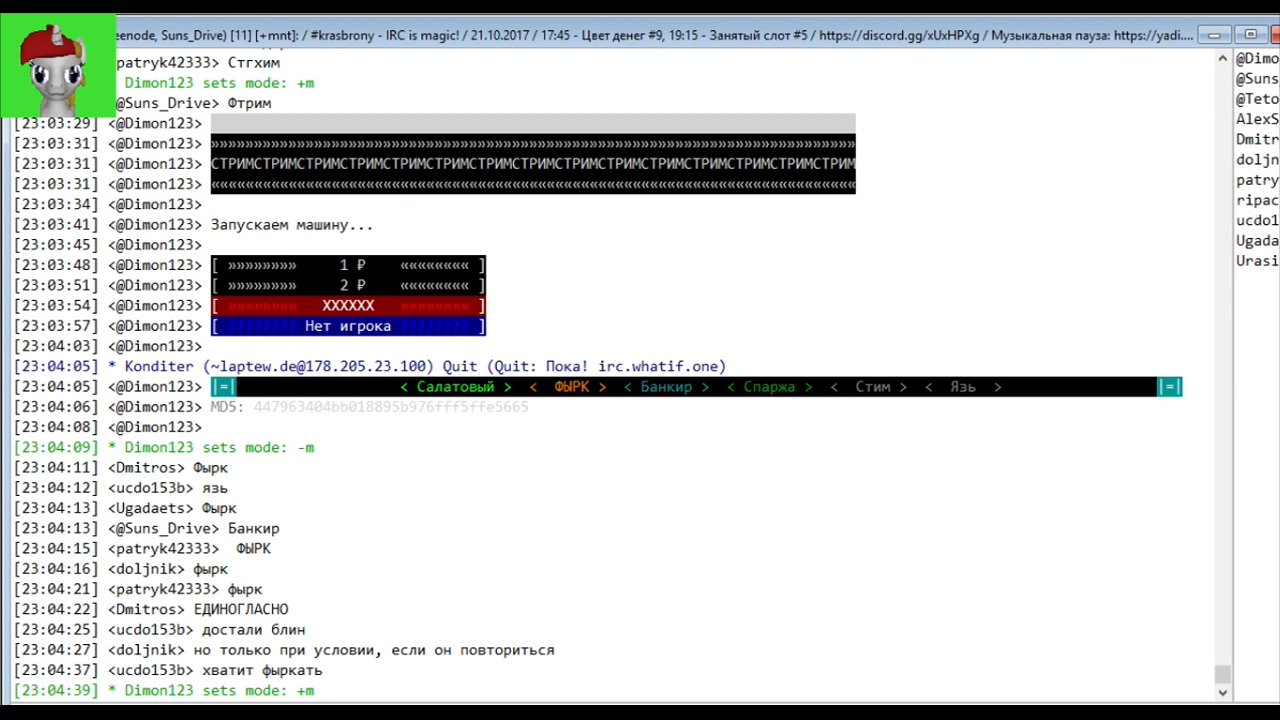 eenode, Suns_Drive) [11] [+mnt]: / #krasbrony - IRC is magic! / 21.10.2017 / 17:45 - Цвет денег #9, 19:15 - Занятый слот #5 / https://discord.gg/xUxHPXg / Музыкальная пауза: https://yadi....
patryk42333> Стгхим
Dimon123 sets mode: +m
@Suns_Drive> Фтрим
[23:03:29] <@Dimon123>
[23:03:31] <@Dimon123> »»»»»»»»»»»»»»»»»»»»»»»»»»»»»»»»»»»»»»»»»»»»»»»»»»»»»»»»»»»»»»»»»»»»»»»»»»»
[23:03:31] <@Dimon123> СТРИМСТРИМСТРИМСТРИМСТРИМСТРИМСТРИМСТРИМСТРИМСТРИМСТРИМСТРИМСТРИМСТРИМСТРИМ
[23:03:31] <@Dimon123> «««««««««««««««««««««««««««««««««««««««««««««««««««««««««««««««««««««««««««
[23:03:34] <@Dimon123>
[23:03:41] <@Dimon123> Запускаем машину...
[23:03:45] <@Dimon123>
[23:03:48] <@Dimon123> [ »»»»»»»» 1 ₽ «««««««« ]
[23:03:51] <@Dimon123> [ »»»»»»»» 2 ₽ «««««««« ]
[23:03:54] <@Dimon123> [ »»»»»»»» XXXXXX «««««««« ]
[23:03:57] <@Dimon123> [ ???????? Нет игрока ???????? ]
[23:04:03] <@Dimon123>
[23:04:05] * Konditer (~laptew.de@178.205.23.100) Quit (Quit: Пока! irc.whatif.one)
[23:04:05] <@Dimon123> |=| < Салатовый > < ФЫРК > < Банкир > < Спаржа > < Стим > < Язь > |=|
[23:04:06] <@Dimon123> MD5: 447963404bb018895b976fff5ffe5665
[23:04:08] <@Dimon123>
[23:04:09] * Dimon123 sets mode: -m
[23:04:11] <Dmitros> Фырк
[23:04:12] <ucdo153b> язь
[23:04:13] <Ugadaets> Фырк
[23:04:13] <@Suns_Drive> Банкир
[23:04:15] <patryk42333> ФЫРК
[23:04:16] <doljnik> фырк
[23:04:21] <patryk42333> фырк
[23:04:22] <Dmitros> ЕДИНОГЛАСНО
[23:04:25] <ucdo153b> достали блин
[23:04:27] <doljnik> но только при условии, если он повториться
[23:04:37] <ucdo153b> хватит фыркать
[23:04:39] * Dimon123 sets mode: +m
@Dimo
@Suns
@Teto
AlexS
Dmitr
doljn
patry
ripac
ucdo1
Ugada
Urasi